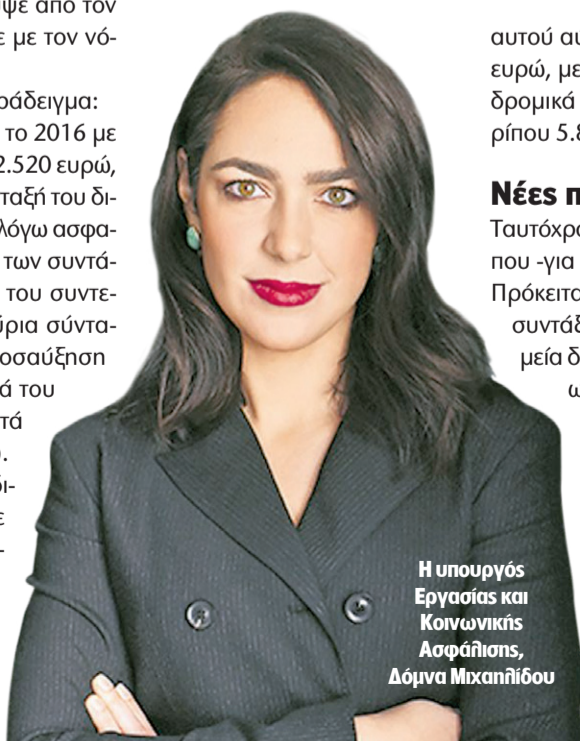 ψε από τον
ε με τον νό-
ράδειγμα:
το 2016 με
2.520 ευρώ,
ταξή του δι-
λόγω ασφα-
των συντά-
του συντε-
ύρια σύντα-
οσαύξηση
ά του
τά
αυτού αυ
ευρώ, με
δρομικά
ρίπου 5.8
Νέες π
Ταυτόχρο
που -για
Πρόκειτα
συντάξ
μεία δ
ω
Η υπουργός
Εργασίας και
Κοινωνικής
Ασφάλισης,
Δόμνα Μιχαηλίδου